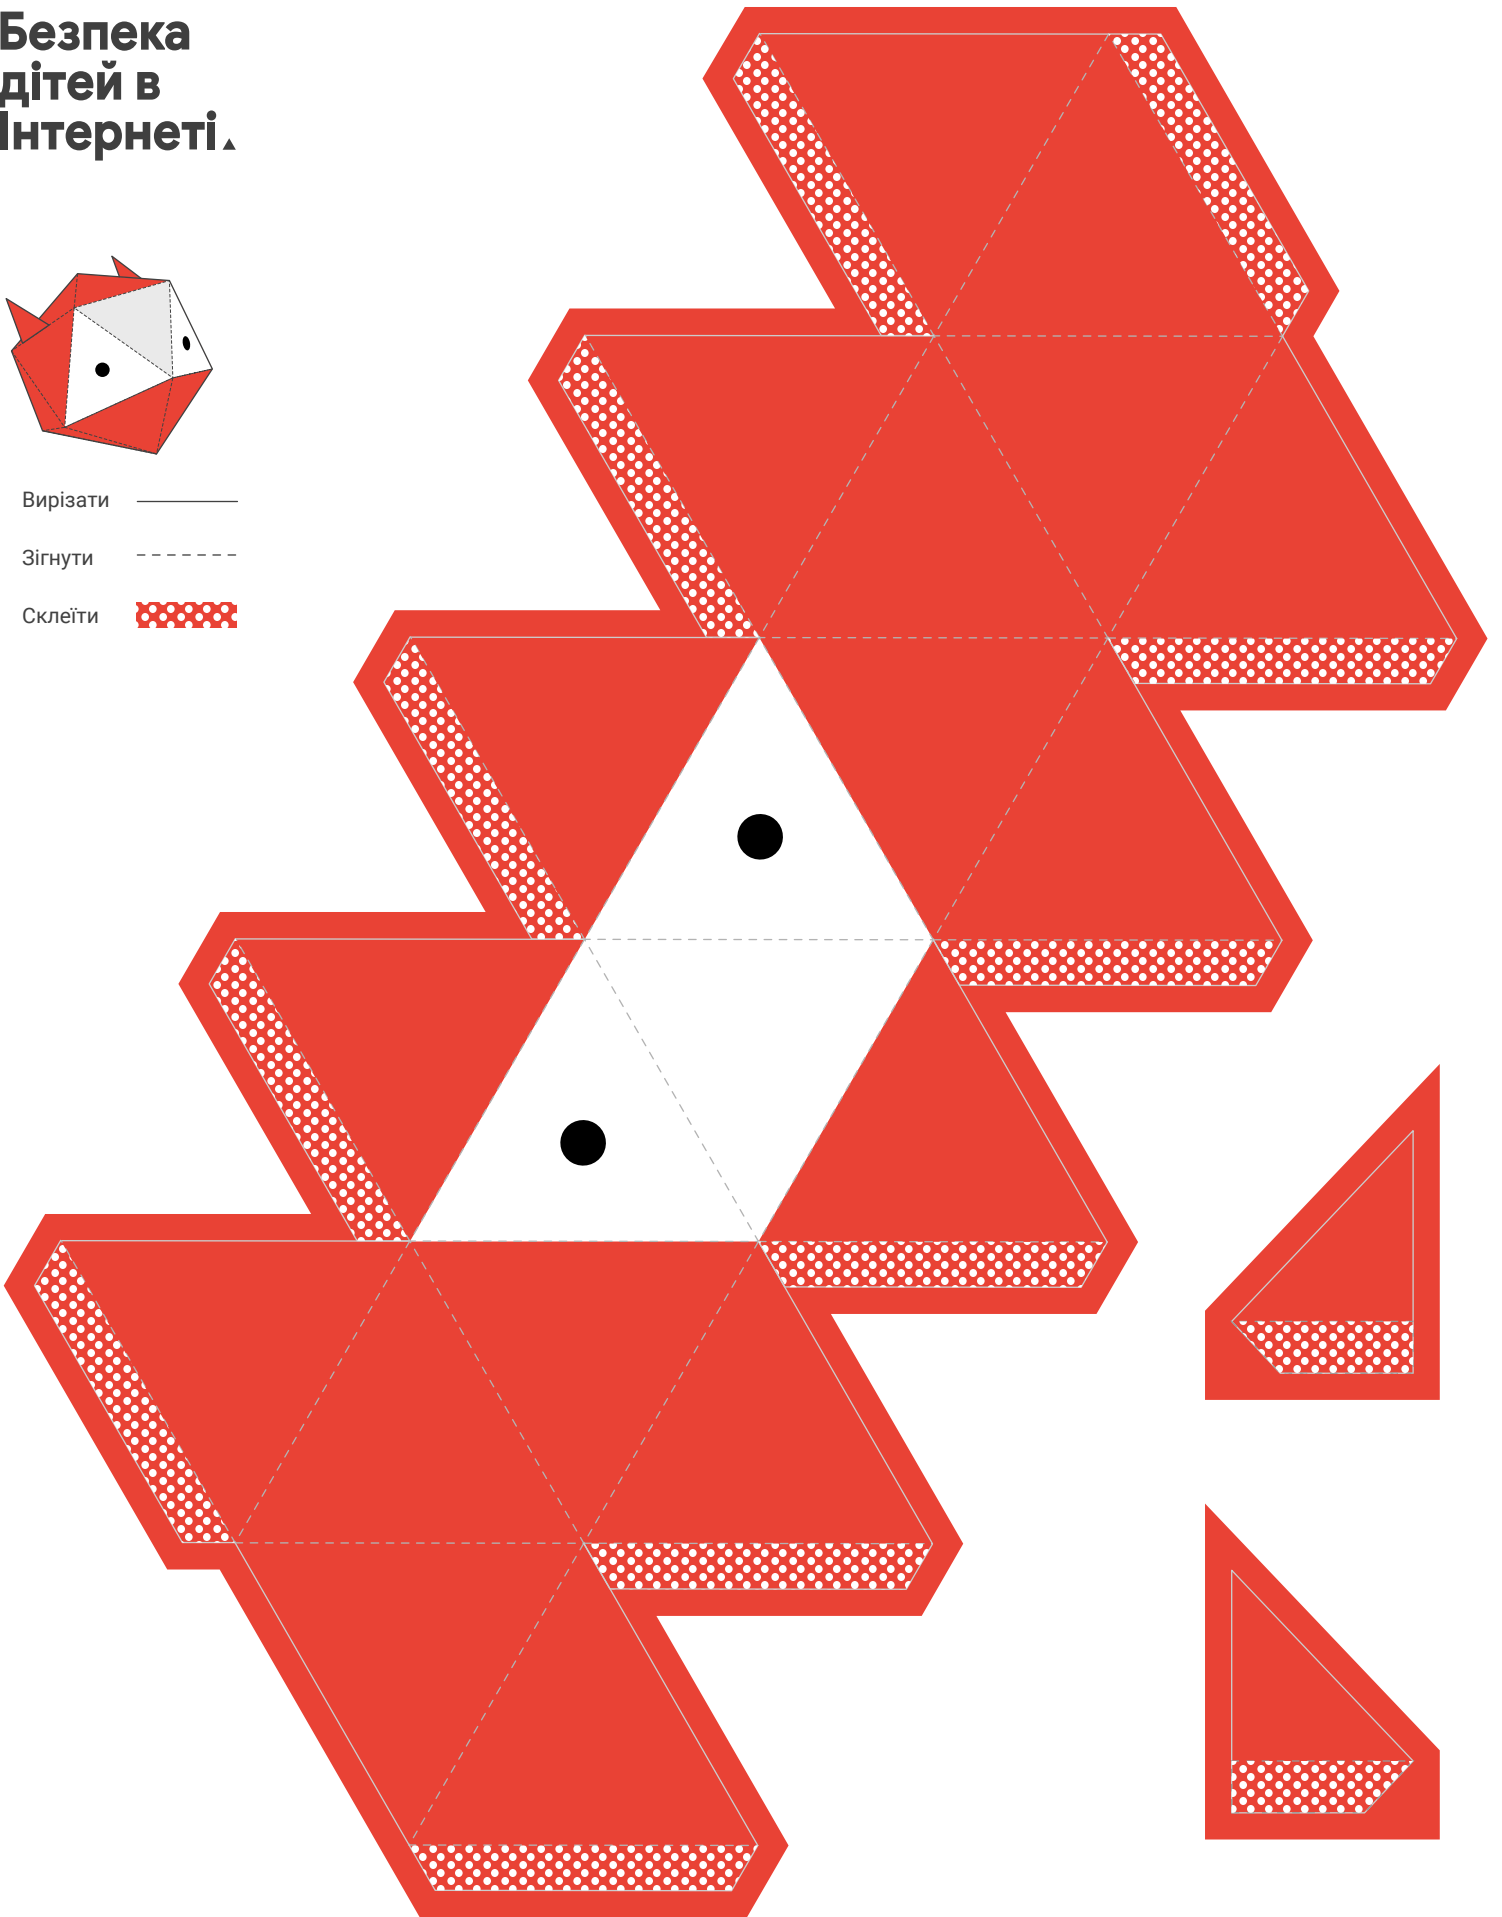 Безпека
дітей в
Інтернеті
Вирізати
Зігнути
Склеїти